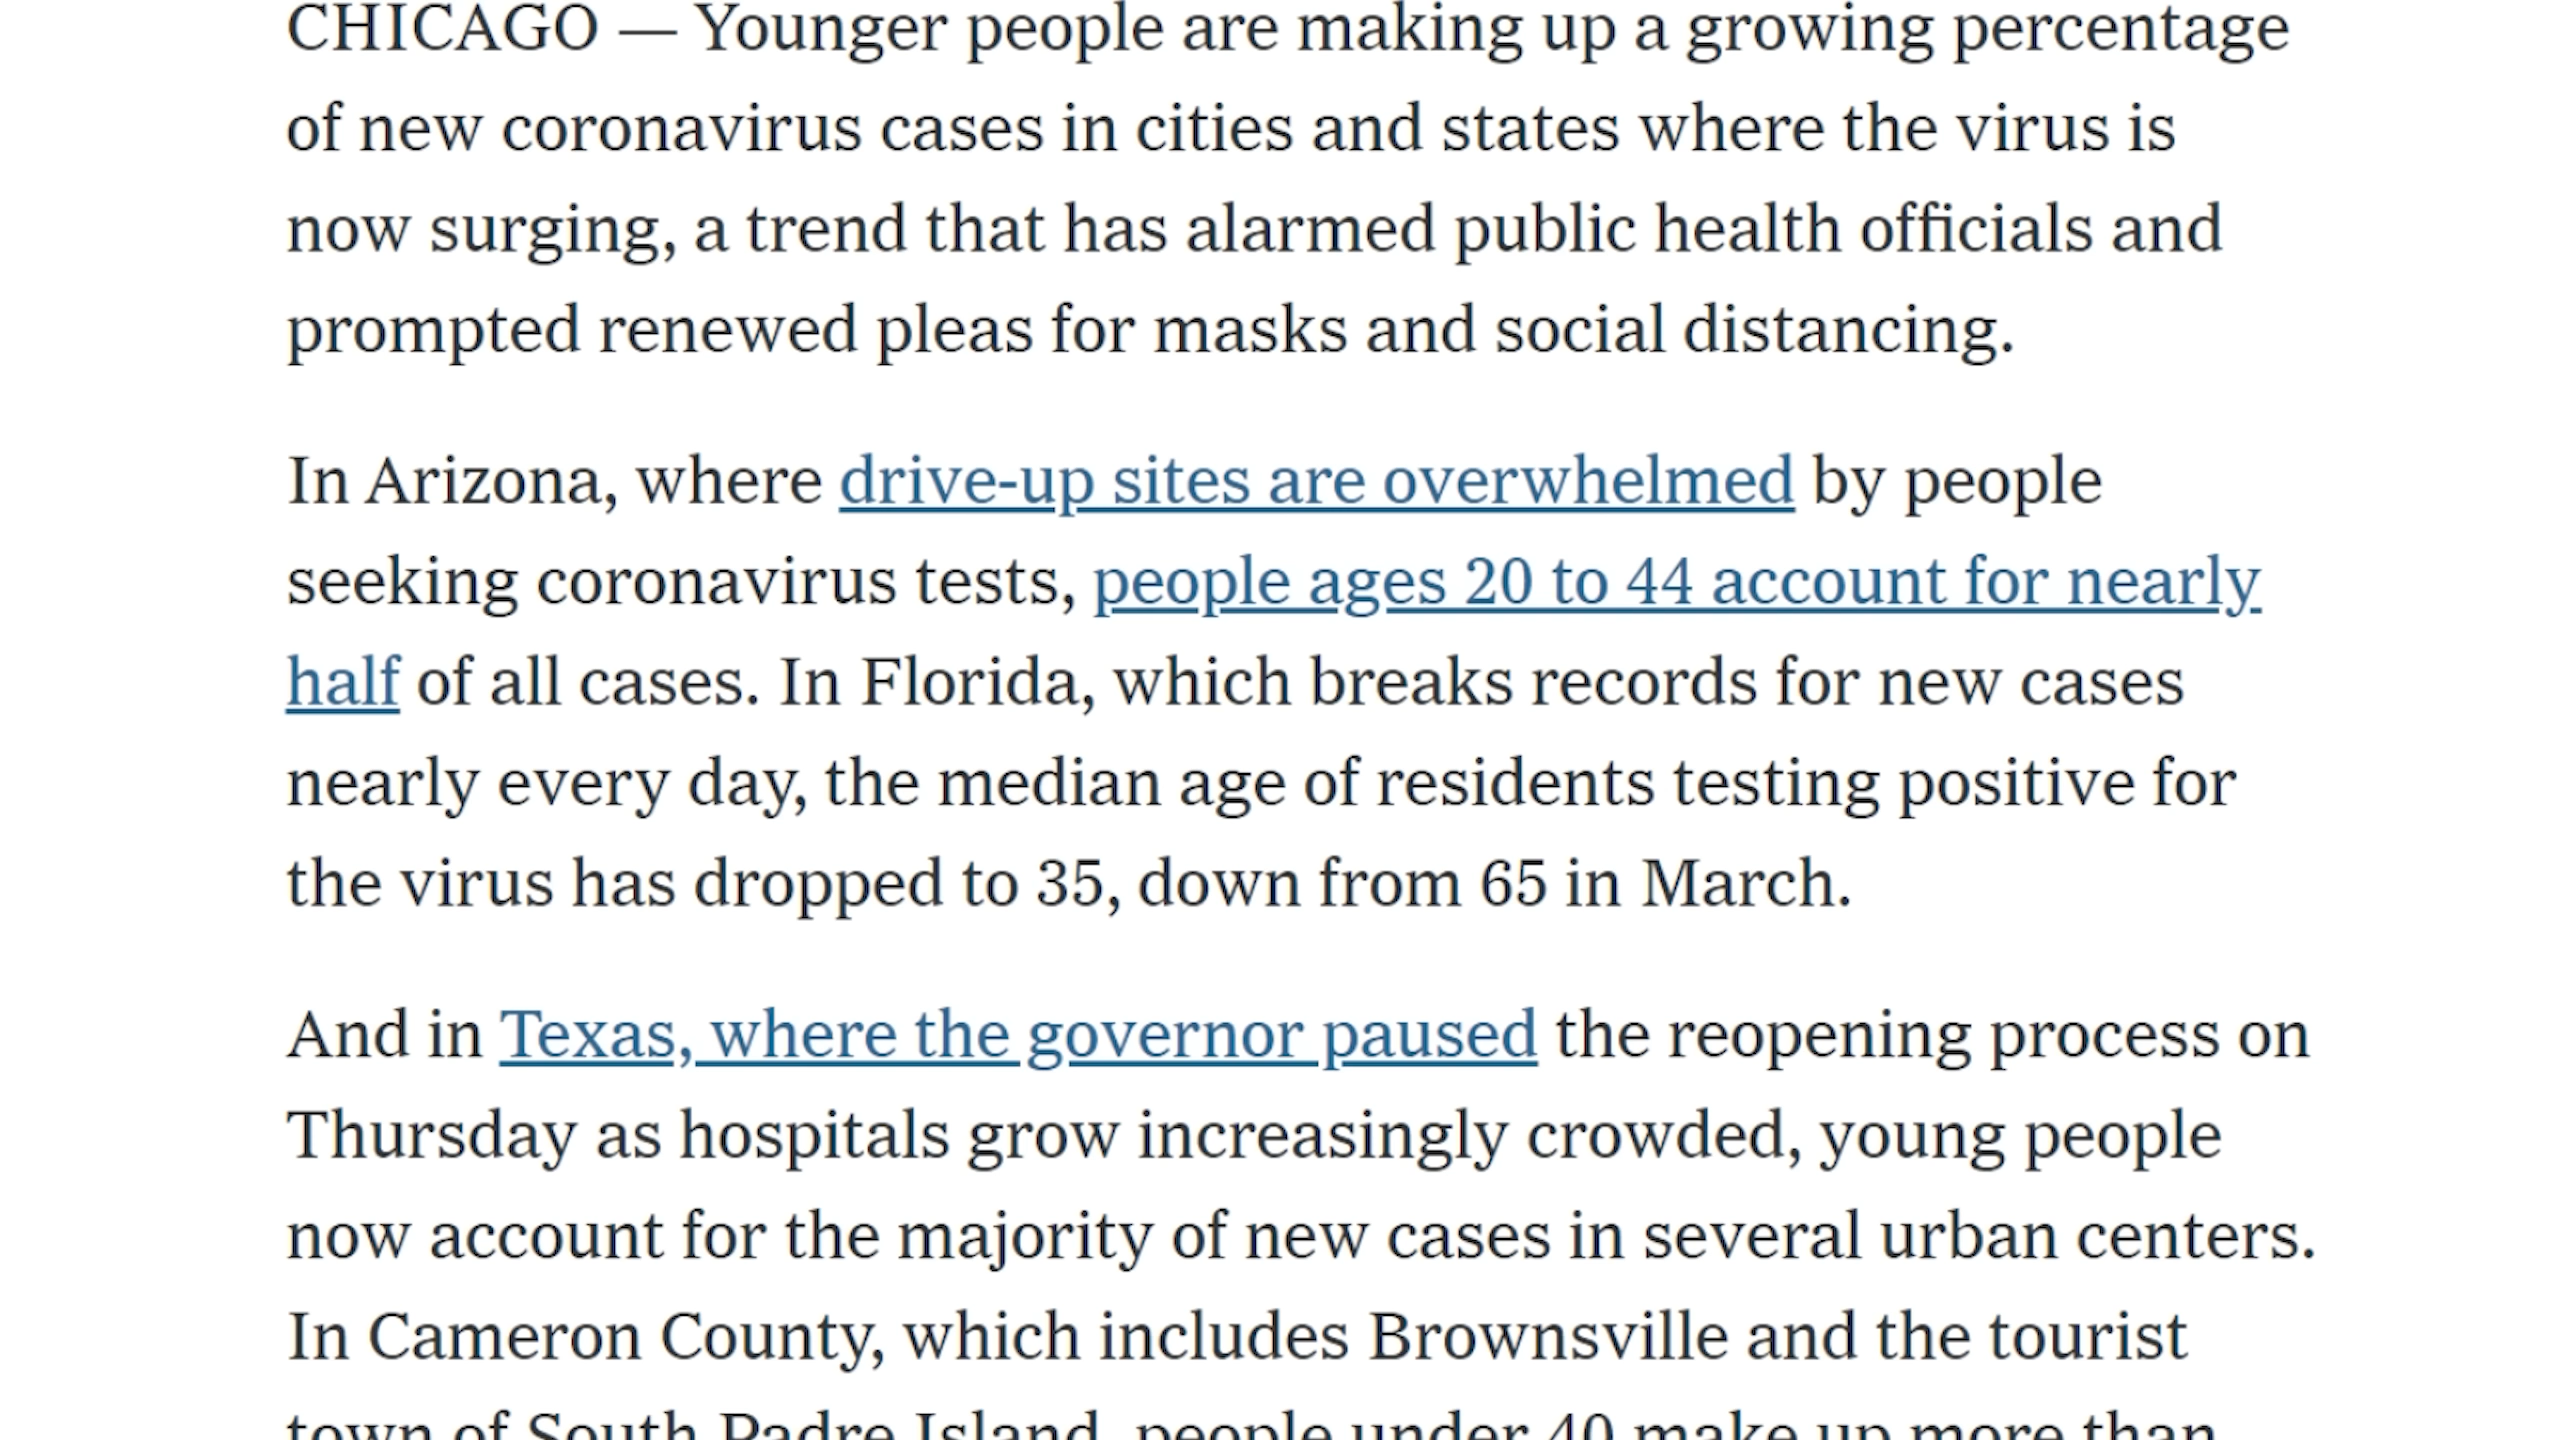 CHICAGO — Younger people are making up a growing percentage
of new coronavirus cases in cities and states where the virus is
now surging, a trend that has alarmed public health officials and
prompted renewed pleas for masks and social distancing.
In Arizona, where drive-up sites are overwhelmed by people
seeking coronavirus tests, people ages 20 to 44 account for nearly
half of all cases. In Florida, which breaks records for new cases
nearly every day, the median age of residents testing positive for
the virus has dropped to 35, down from 65 in March.
And in Texas, where the governor paused the reopening process on
Thursday as hospitals grow increasingly crowded, young people
now account for the majority of new cases in several urban centers.
In Cameron County, which includes Brownsville and the tourist
town of South Padre Island, people under 40 make up more than